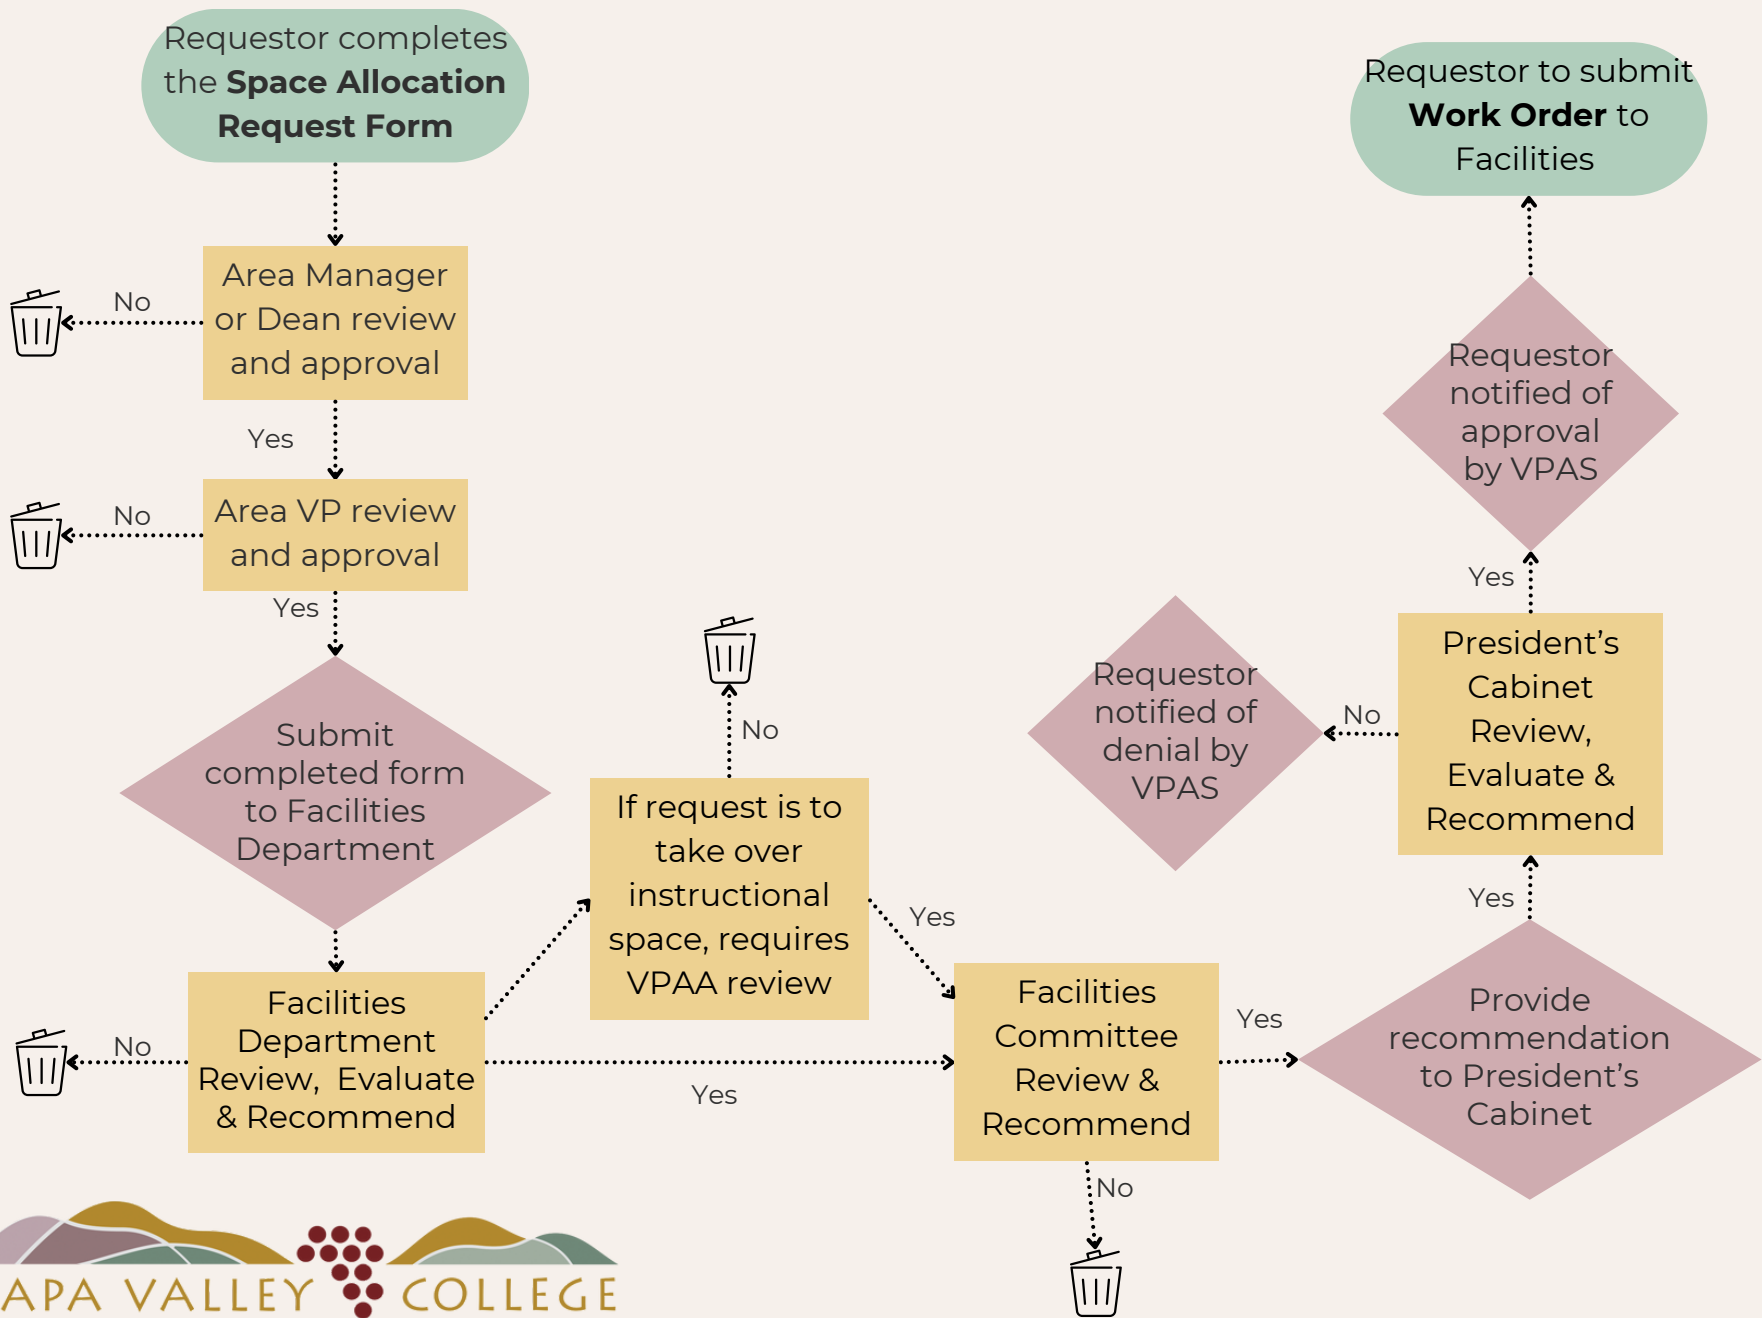 Requestor completes
the Space Allocation
Request Form
No
Area Manager
or Dean review
and approval
Yes
No
Area VP review
and approval
Yes
Submit
completed form
to Facilities
Department
No
Facilities
Department
Review, Evaluate
& Recommend
No
If request is to
take over
instructional
space, requires
VPAA review
Yes
Yes
Facilities
Committee
Review &
Recommend
No
Yes
Provide
recommendation
to President's
Cabinet
Yes
President’s
Cabinet
Review,
Evaluate &
Recommend
No
Requestor
notified of
denial by
VPAS
Yes
Requestor
notified of
approval
by VPAS
Requestor to submit
Work Order to
Facilities
APA VALLEY COLLEGE